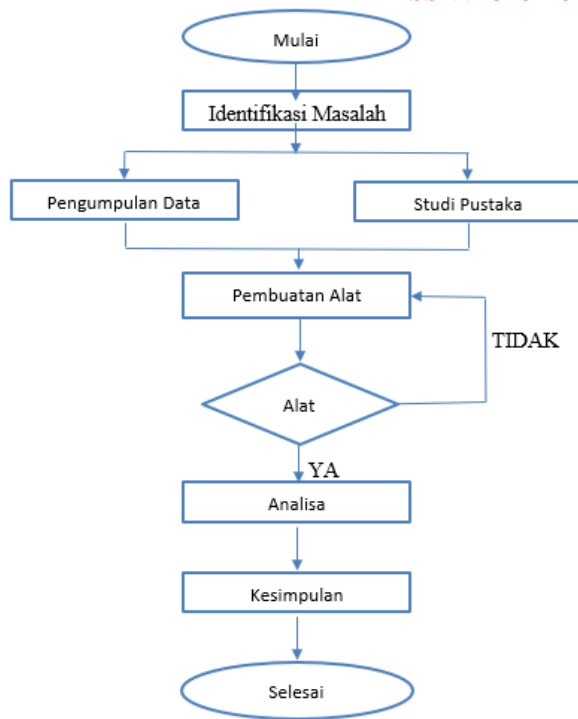 Mulai
Identifikasi Masalah
Pengumpulan Data
Studi Pustaka
Pembuatan Alat
TIDAK
Alat
YA
Analisa
Kesimpulan
Selesai